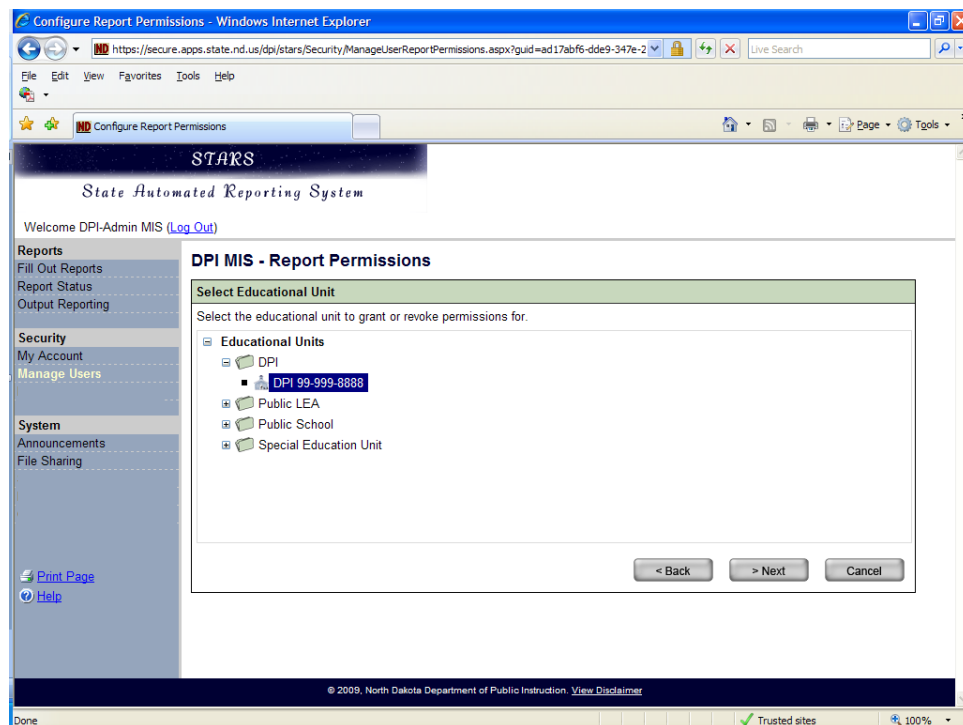 Configure Report Permissions - Windows Internet Explorer
https://secure.apps.state.nd.us/dpi/stars/Security/ManageUserReportPermissions.aspx?guid=ad17abf6-dde9-347e-2
Live Search
File Edit View Favorites Tools Help
ND Configure Report Permissions
Page Tools
STARS
State Automated Reporting System
Welcome DPI-Admin MIS (Log Out)
Reports
Fill Out Reports
Report Status
Output Reporting
Security
My Account
Manage Users
System
Announcements
File Sharing
Print Page
Help
DPI MIS - Report Permissions
Select Educational Unit
Select the educational unit to grant or revoke permissions for.
Educational Units
DPI
DPI 99-999-8888
Public LEA
Public School
Special Education Unit
< Back
> Next
Cancel
© 2009, North Dakota Department of Public Instruction. View Disclaimer
Done
Trusted sites
100%